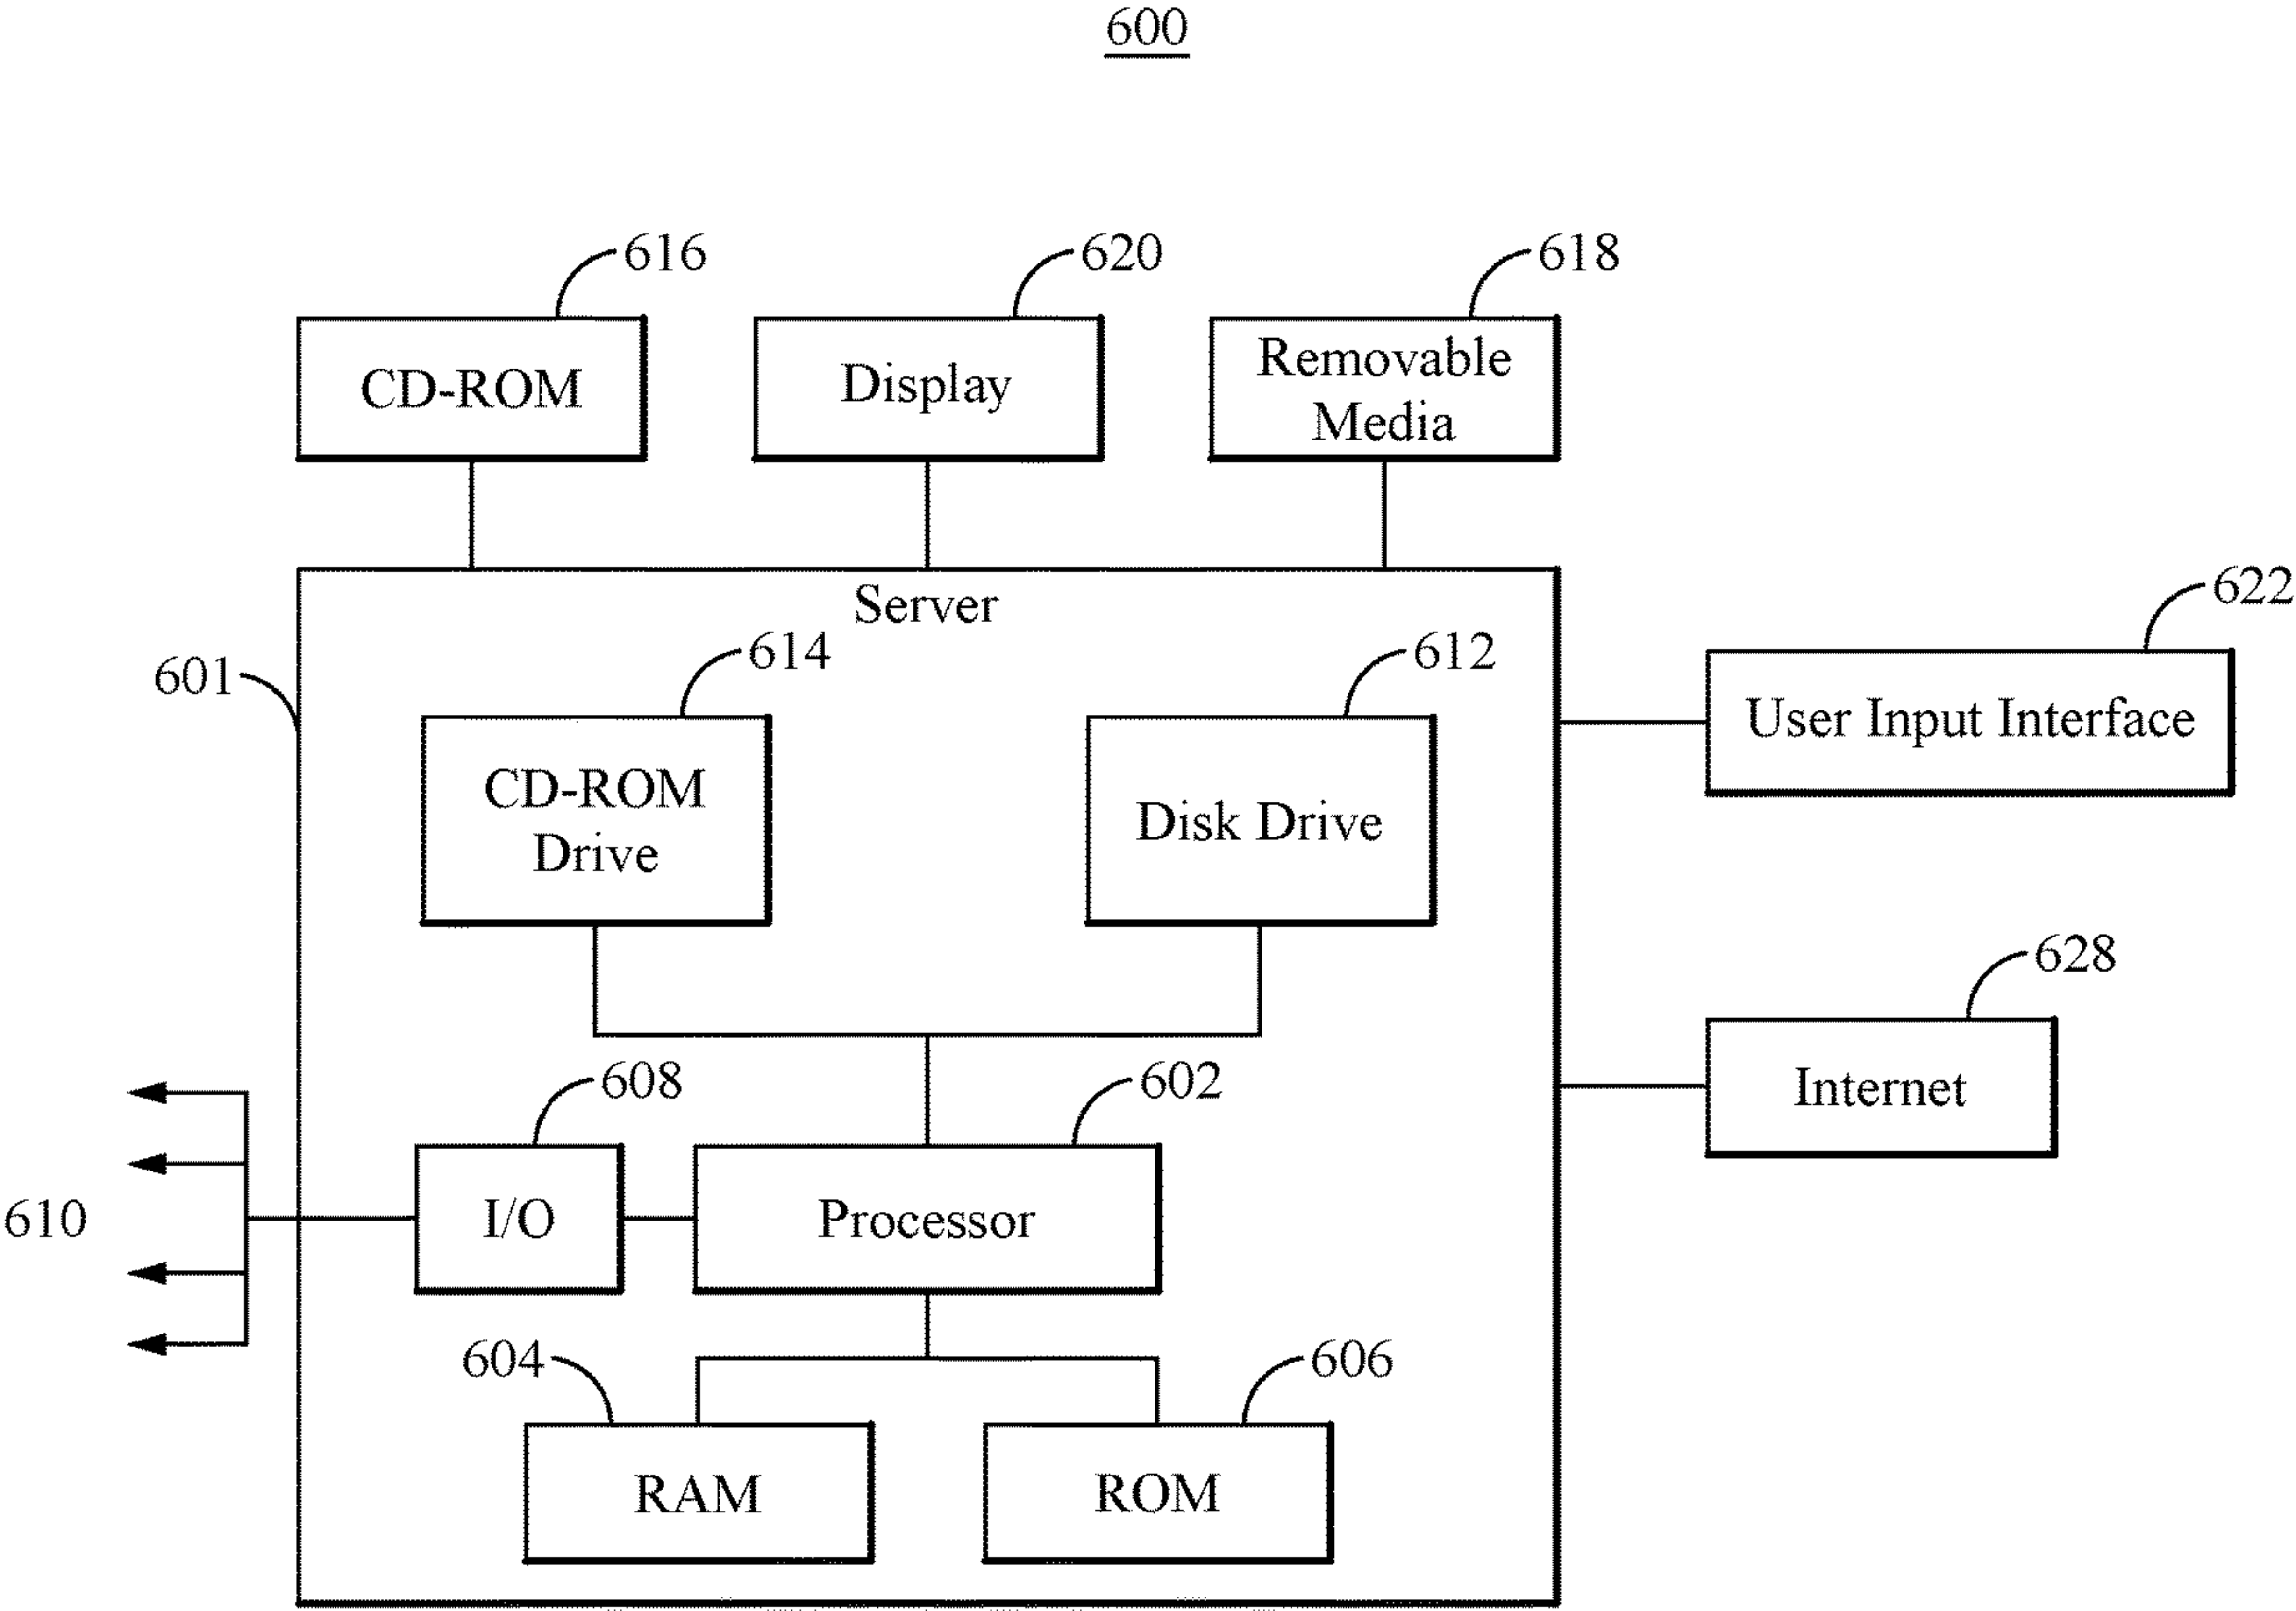 600
616
620
618
CD-ROM
Display
Removable
Media
Server
622
614
612
601
User Input Interface
CD-ROM
Drive
Disk Drive
628
608
602
Internet
610
I/O
Processor
604
606
RAM
ROM